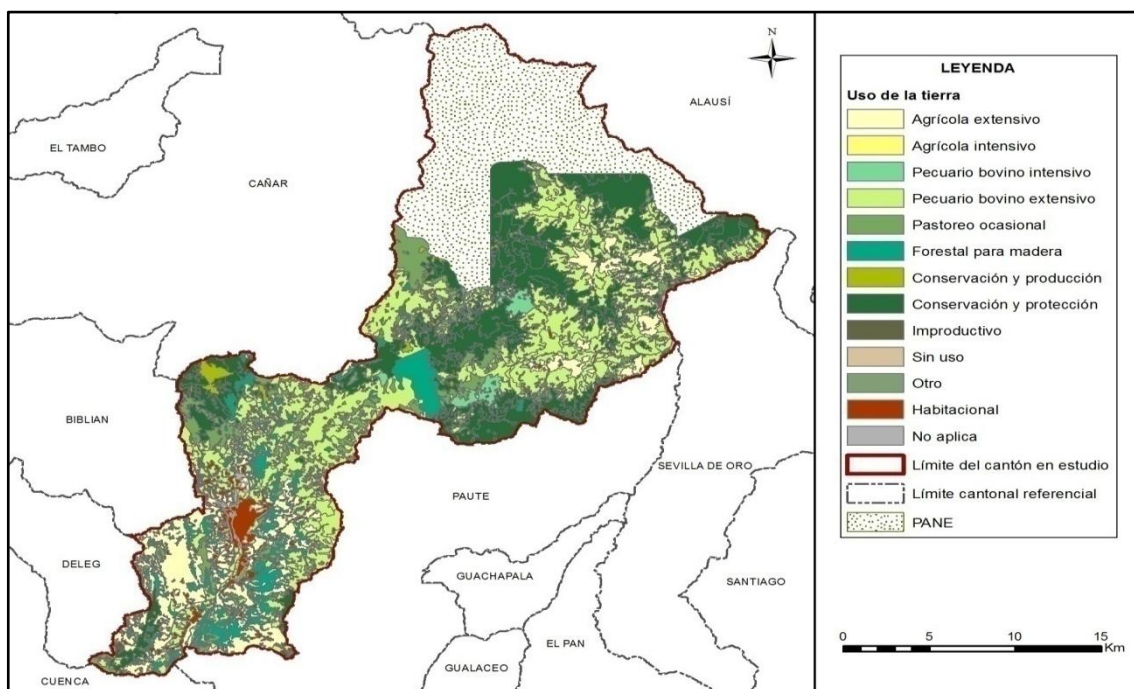 N
ALAUSÍ
EL TAMBO
CAÑAR
BIBLIAN
SEVILLA DE ORO
PAUTE
DELEG
GUACHAPALA
SANTIAGO
EL PAN
GUALACEO
CUENCA
LEYENDA
Uso de la tierra
Agrícola extensivo
Agrícola intensivo
Pecuario bovino intensivo
Pecuario bovino extensivo
Pastoreo ocasional
Forestal para madera
Conservación y producción
Conservación y protección
Improductivo
Sin uso
Otro
Habitacional
No aplica
Límite del cantón en estudio
Límite cantonal referencial
PANE
0 5 10 15
Km